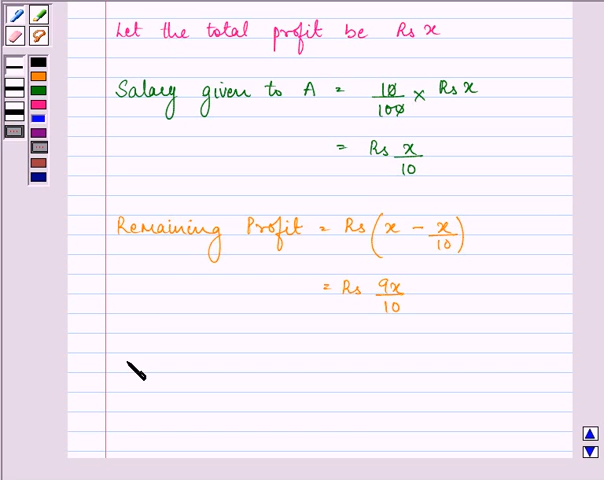 Let the total profit be Rs x
Salary given to A = 10/100 × Rs x
= Rs x/10
Remaining Profit = Rs (x - x/10)
= Rs 9x/10